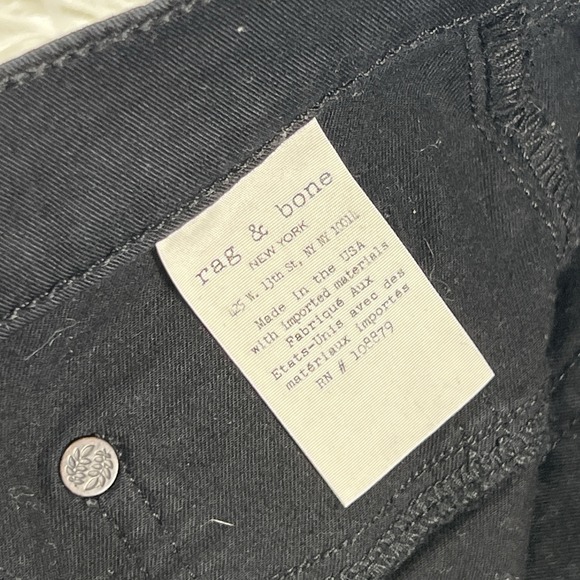 rag & bone
NEW YORK
425 W. 13th St, NY NY 10014
Made in the USA
with imported materials
Fabriqué Aux
Etats-Unis avec des
matériaux importés
RN # 108879